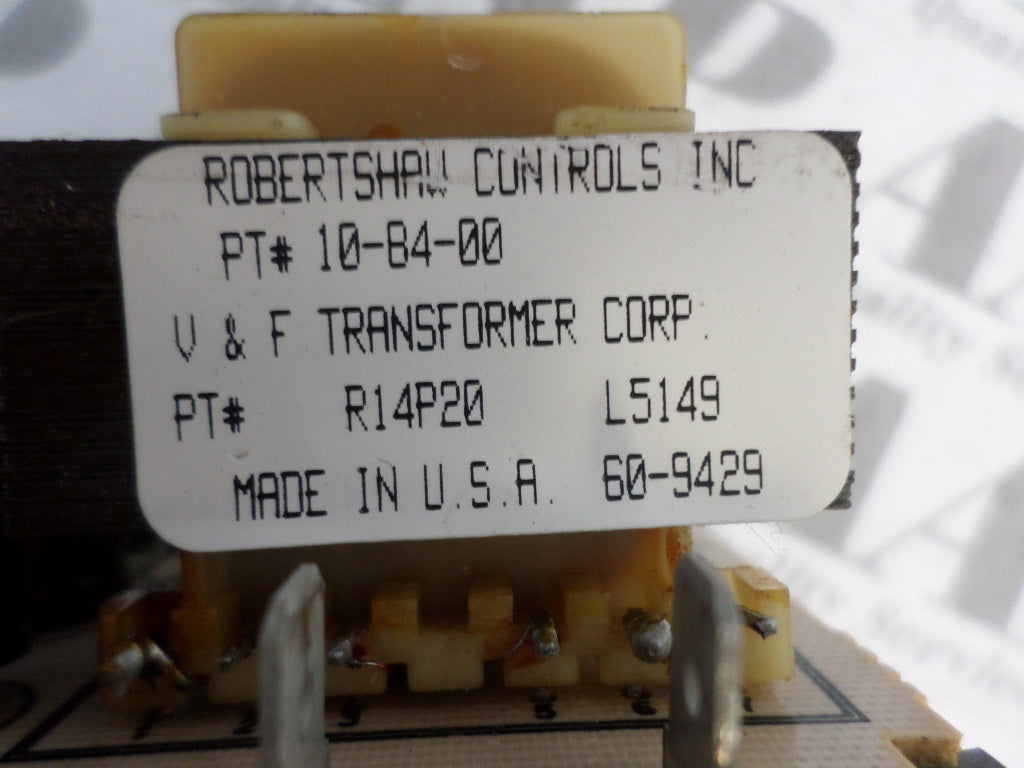 ROBERTSHAW CONTROLS INC
PT# 10-84-00
V & F TRANSFORMER CORP.
PT# R14P20 L5149
MADE IN U.S.A. 60-9429